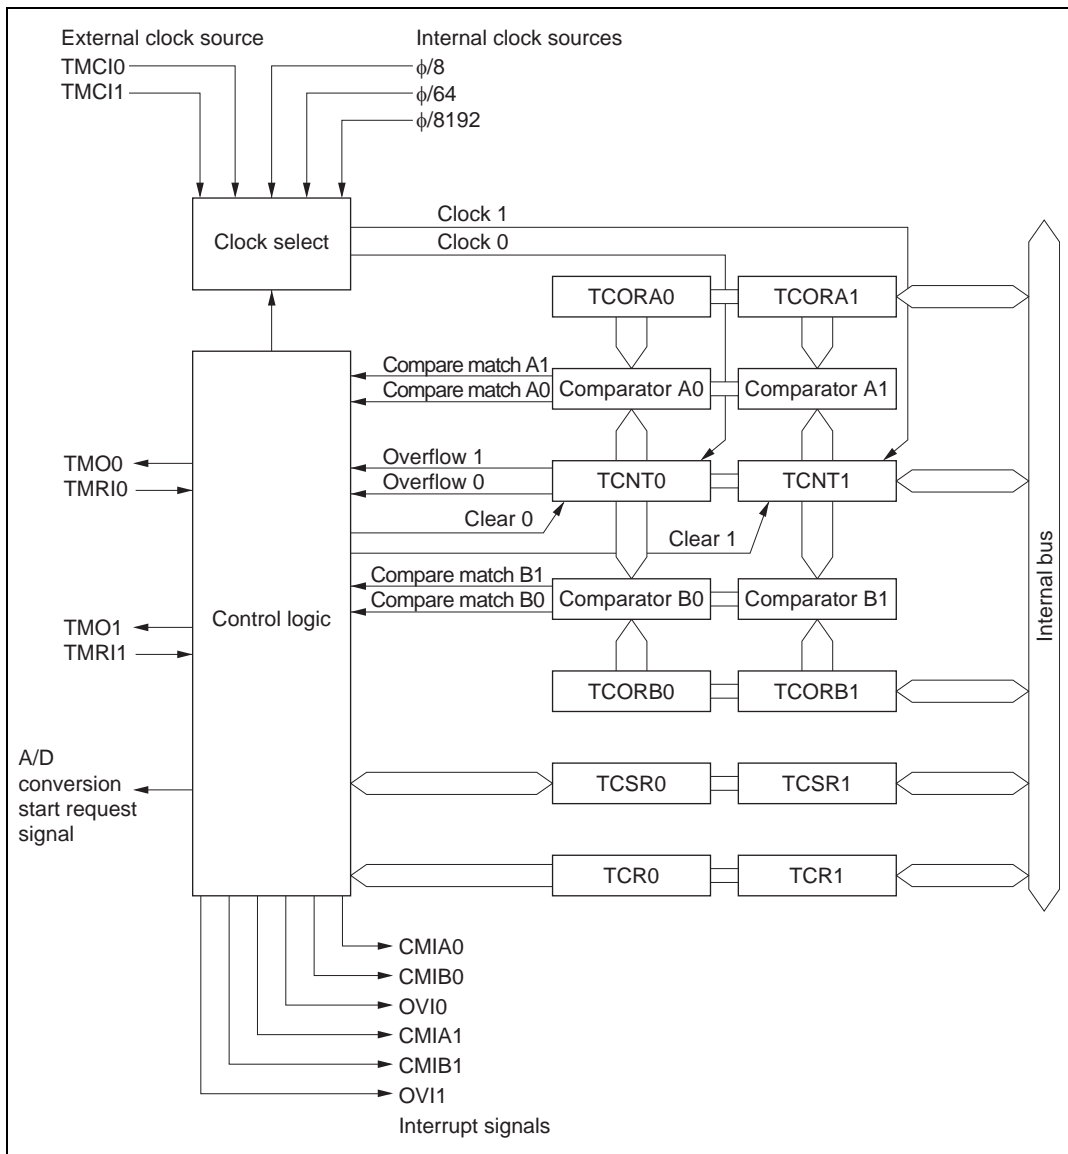 External clock source
Internal clock sources
TMCI0
TMCI1
ϕ/8
ϕ/64
ϕ/8192
Clock select
Clock 1
Clock 0
TCORA0
TCORA1
Compare match A1
Compare match A0
Comparator A0
Comparator A1
TMO0
TMRI0
Overflow 1
Overflow 0
TCNT0
TCNT1
Clear 0
Clear 1
Internal bus
Compare match B1
Compare match B0
Comparator B0
Comparator B1
Control logic
TMO1
TMRI1
TCORB0
TCORB1
A/D
conversion
start request
signal
TCSR0
TCSR1
TCR0
TCR1
CMIA0
CMIB0
OVI0
CMIA1
CMIB1
OVI1
Interrupt signals